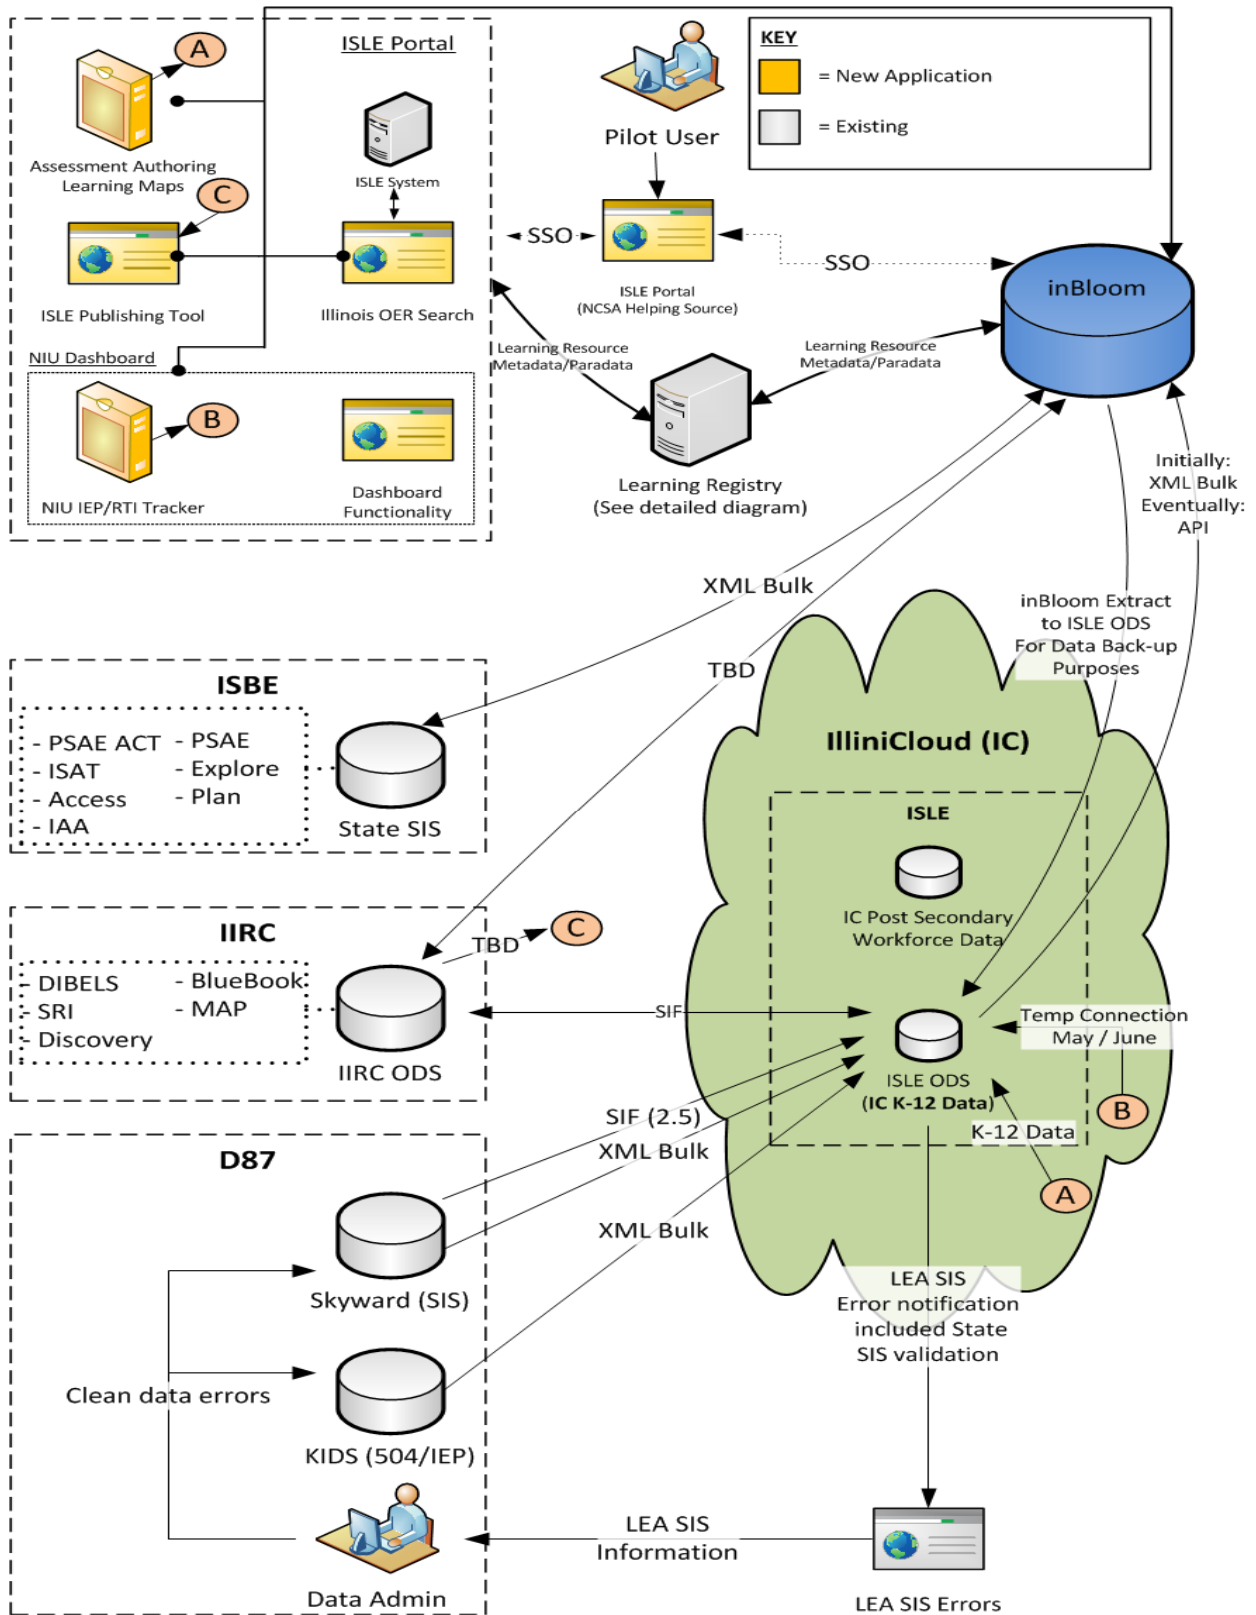 ISLE Portal
A
Assessment Authoring
Learning Maps
ISLE System
C
ISLE Publishing Tool
Illinois OER Search
NIU Dashboard
B
NIU IEP/RTI Tracker
Dashboard
Functionality
Pilot User
KEY
= New Application
= Existing
SSO
ISLE Portal
(NCSA Helping Source)
SSO
inBloom
Learning Resource
Metadata/Paradata
Learning Resource
Metadata/Paradata
Learning Registry
(See detailed diagram)
Initially:
XML Bulk
Eventually:
API
XML Bulk
TBD
inBloom Extract
to ISLE ODS
For Data Back-up
Purposes
ISBE
- PSAE ACT
- ISAT
- Access
- IAA
- PSAE
- Explore
- Plan
State SIS
IlliniCloud (IC)
ISLE
IC Post Secondary
Workforce Data
IIRC
- DIBELS
- SRI
- Discovery
- BlueBook
- MAP
IIRC ODS
TBD
C
SIF
ISLE ODS
(IC K-12 Data)
Temp Connection
May / June
B
K-12 Data
A
D87
SIF (2.5)
XML Bulk
XML Bulk
Skyward (SIS)
Clean data errors
KIDS (504/IEP)
Data Admin
LEA SIS
Error notification
included State
SIS validation
LEA SIS
Information
LEA SIS Errors